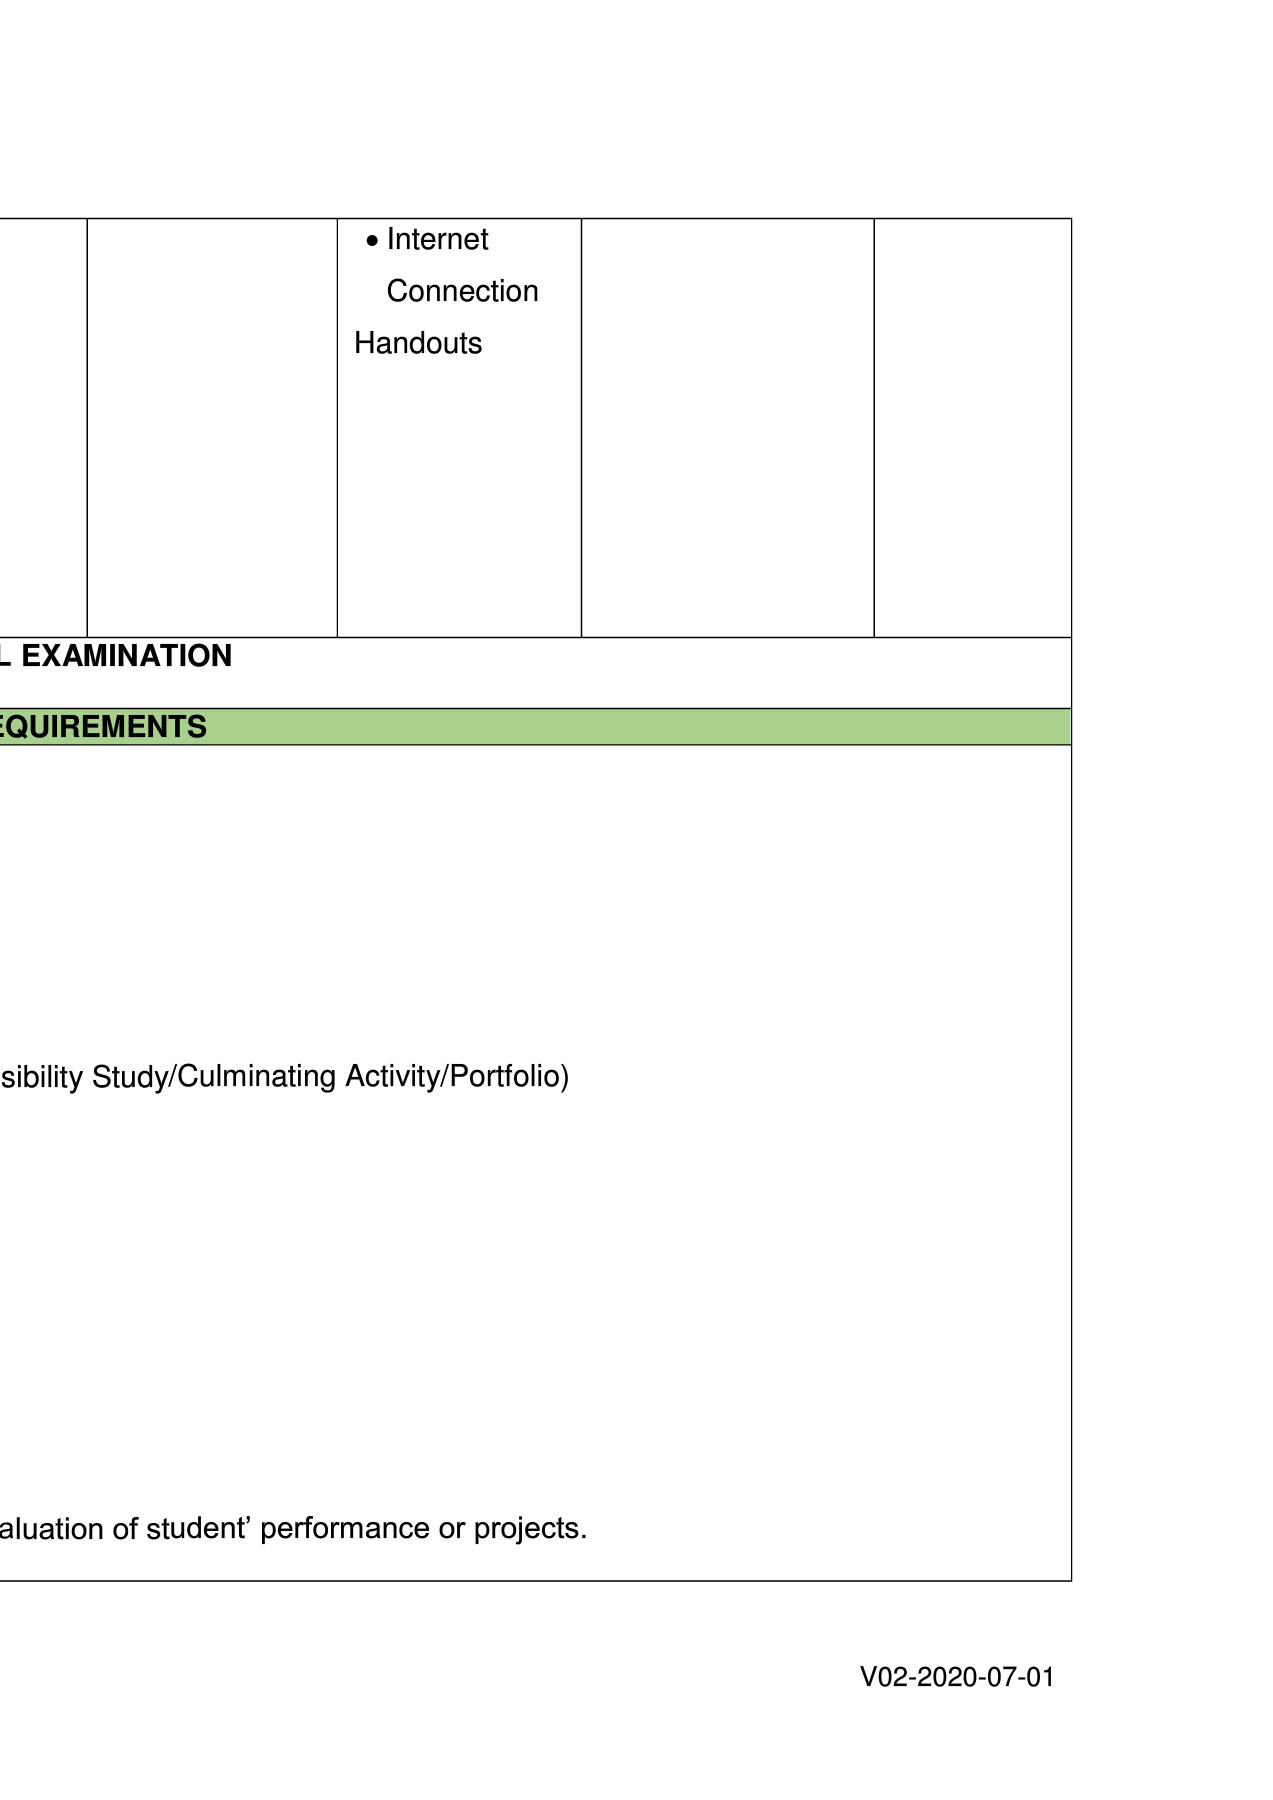 • Internet
Connection
Handouts
L EXAMINATION
EQUIREMENTS
sibility Study/Culminating Activity/Portfolio)
aluation of student’ performance or projects.
V02-2020-07-01